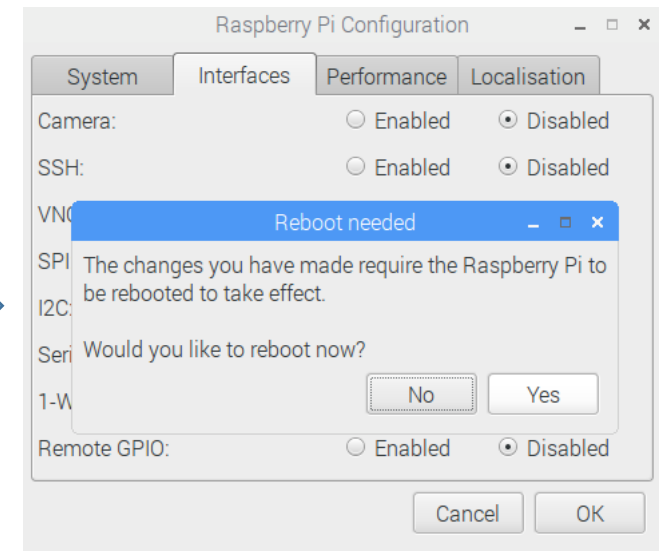 Raspberry Pi Configuration
System Interfaces Performance Localisation
Camera: Enabled Disabled
SSH: Enabled Disabled
Reboot needed
The changes you have made require the Raspberry Pi to
be rebooted to take effect.
Would you like to reboot now?
No Yes
SPI
I2C:
Remote GPIO: Enabled Disabled
Cancel OK